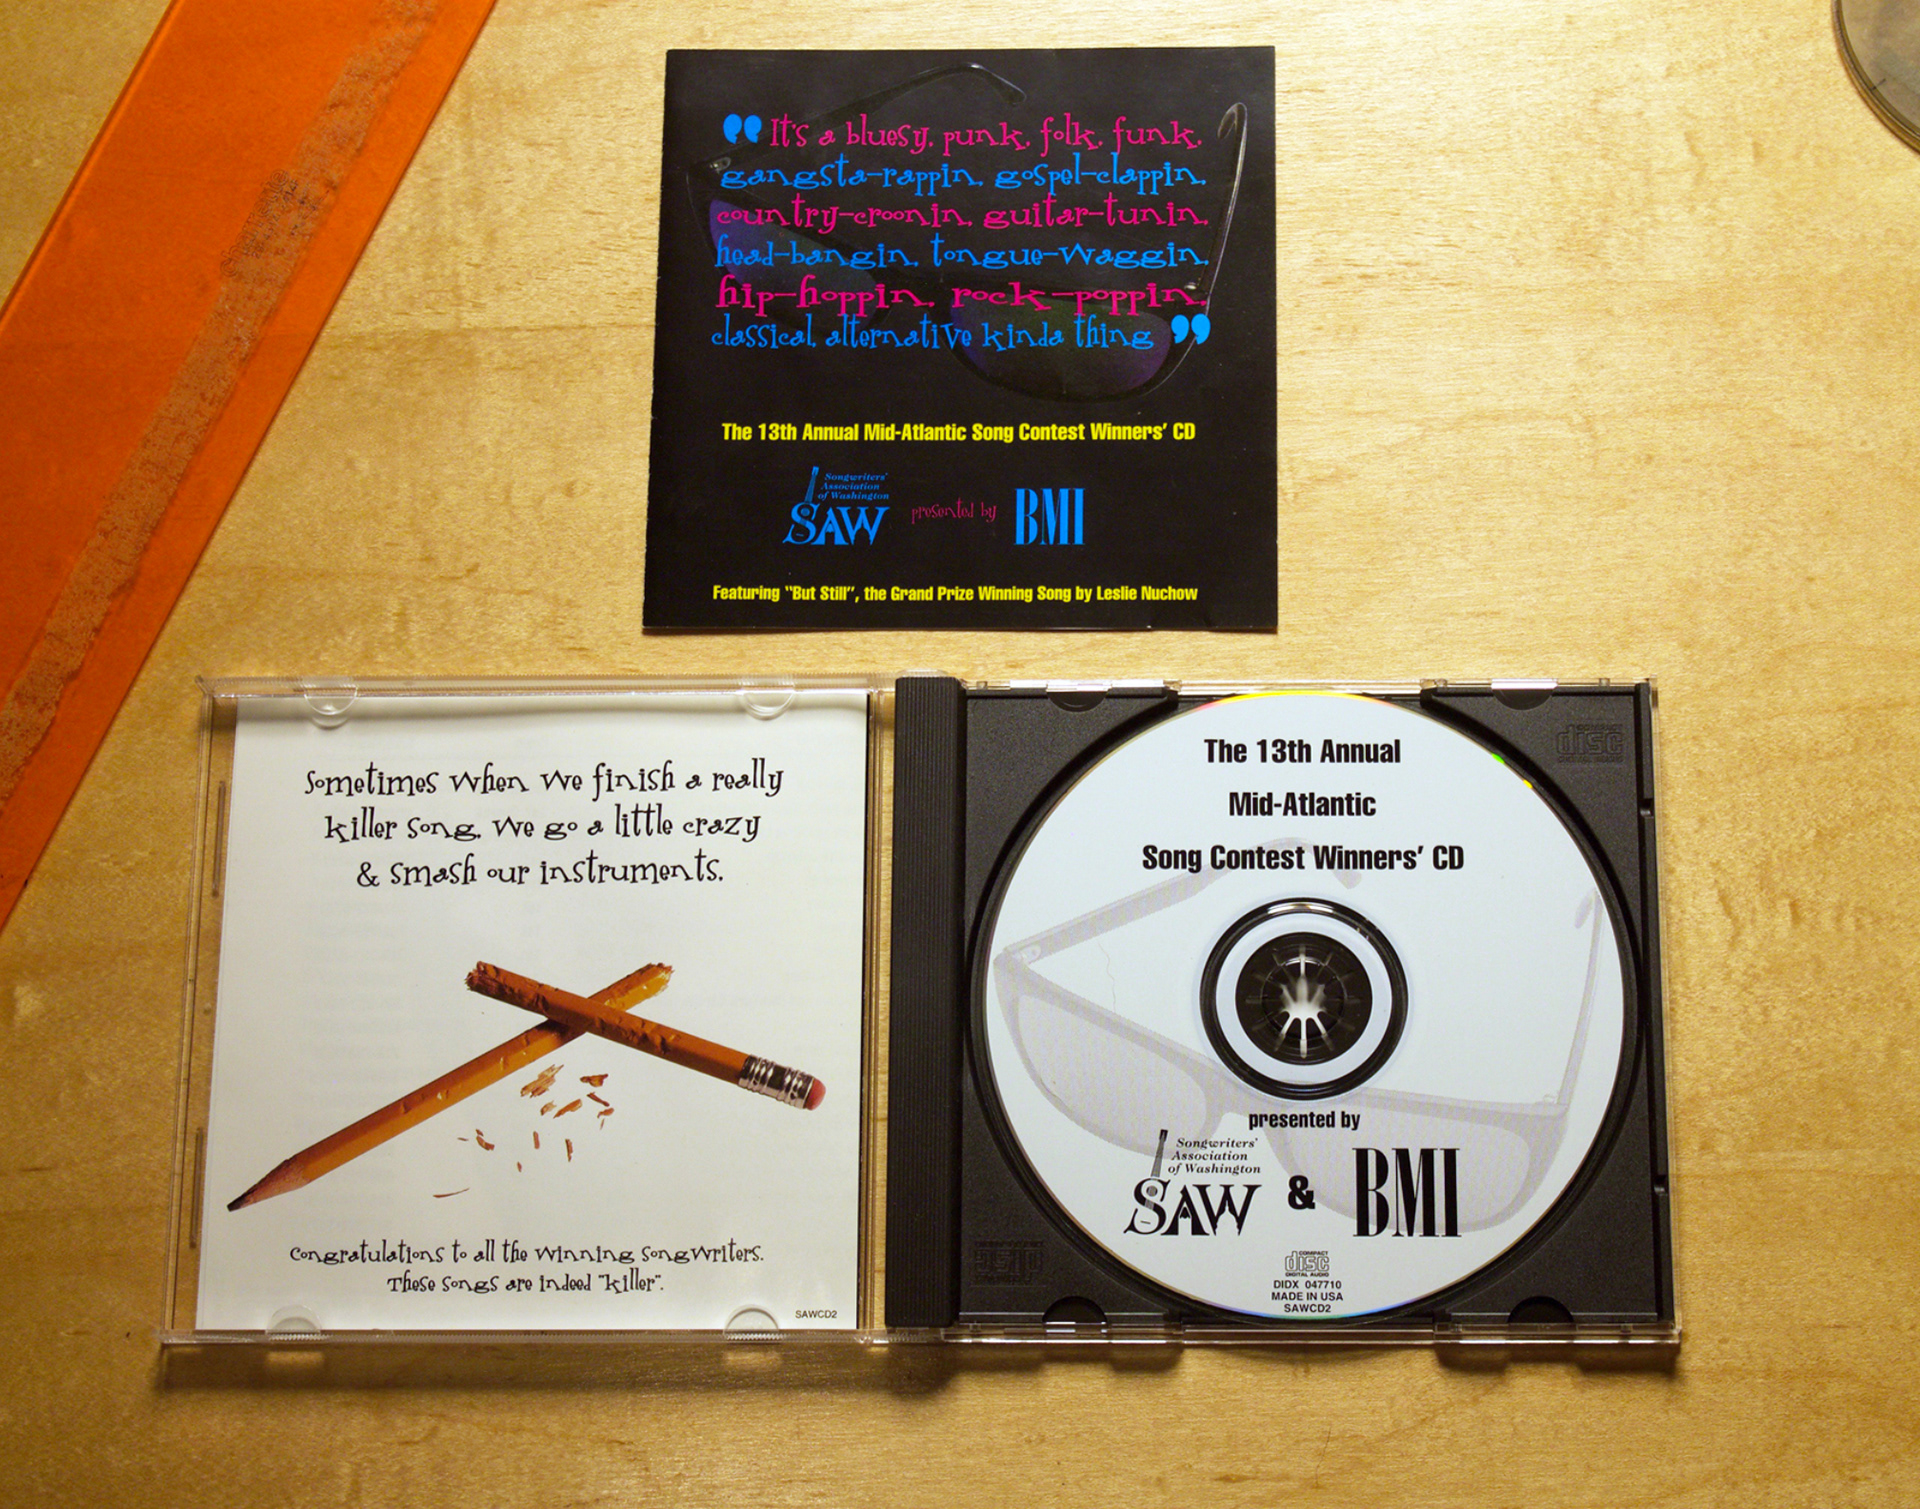 “It's a bluesy, punk, folk, funk,
gangsta-rappin, gospel-clappin,
country-croonin, guitar-tunin,
head-bangin, tongue-waggin,
hip-hoppin, rock-poppin,
classical, alternative kinda thing”
The 13th Annual Mid-Atlantic Song Contest Winners' CD
Songwriters'
Association
of Washington
SAW presented by BMI
Featuring "But Still", the Grand Prize Winning Song by Leslie Nuchow
Sometimes when we finish a really
killer song, we go a little crazy
& smash our instruments.
Congratulations to all the winning songwriters.
These songs are indeed "killer".
SAWCD2
The 13th Annual
Mid-Atlantic
Song Contest Winners' CD
presented by
Songwriters'
Association
of Washington
SAW & BMI
COMPACT
disc
DIGITAL AUDIO
DIDX 047710
MADE IN USA
SAWCD2
COMPACT
disc